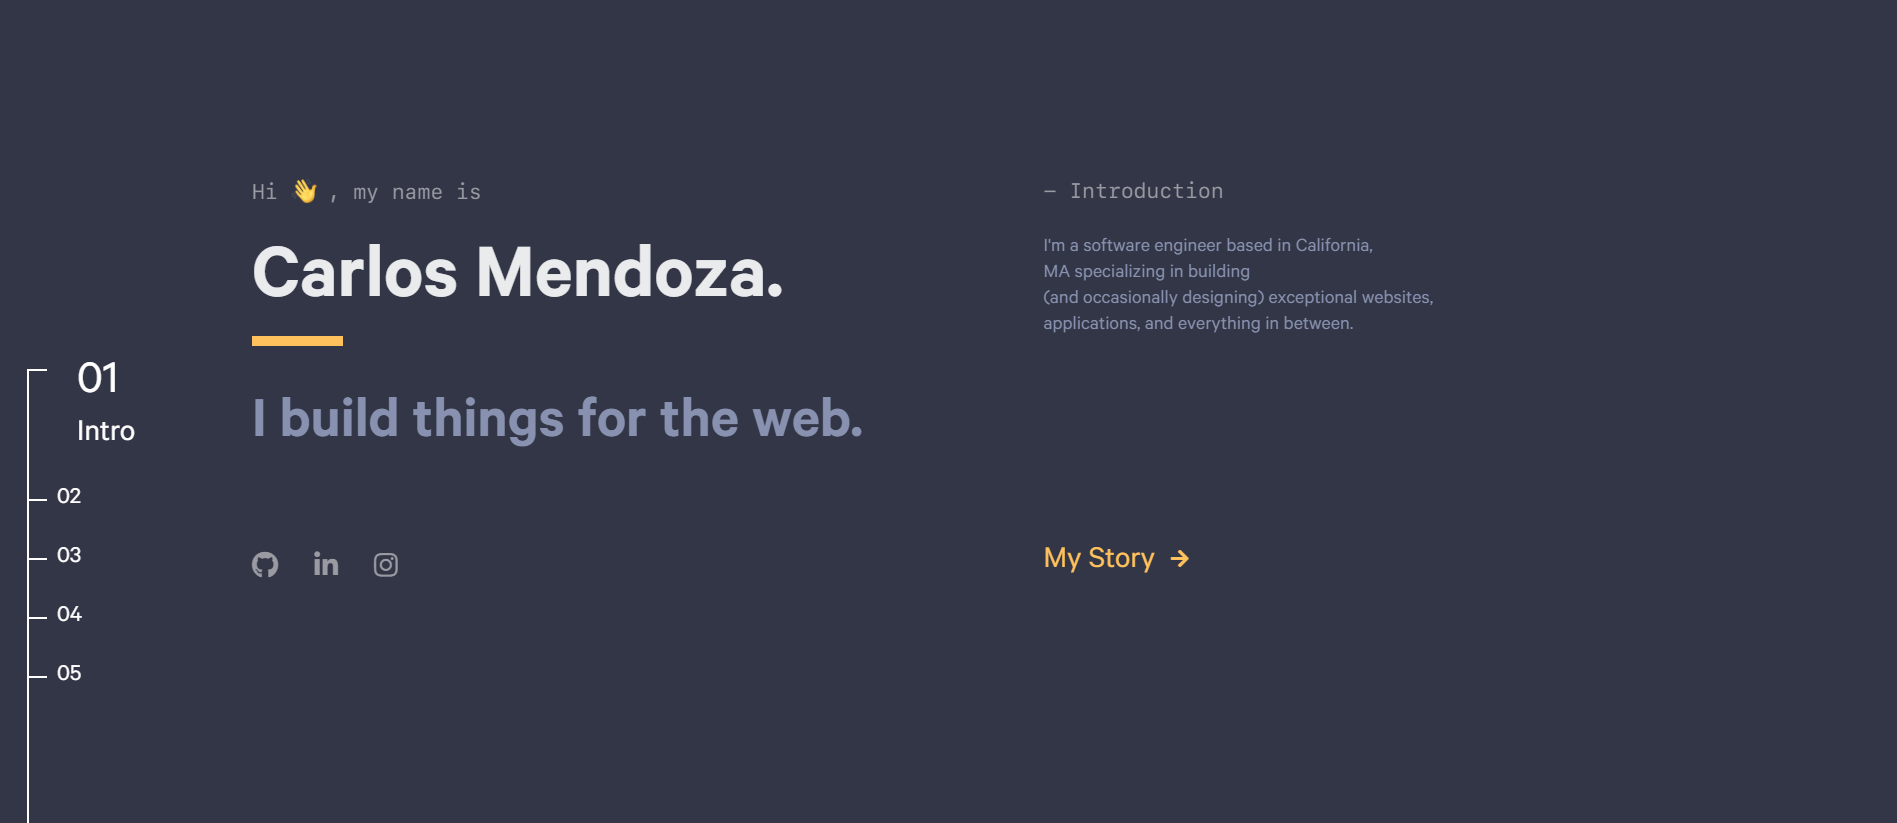 Hi 👋 , my name is
Carlos Mendoza.
I build things for the web.
— Introduction
I'm a software engineer based in California,
MA specializing in building
(and occasionally designing) exceptional websites,
applications, and everything in between.
My Story →
01
Intro
02
03
04
05